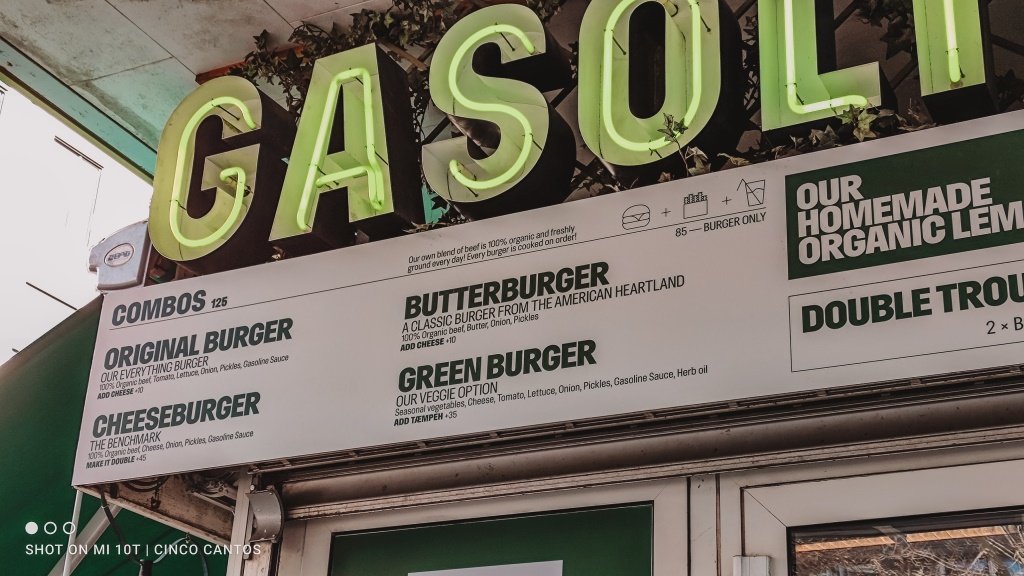 GASOLI
Our own blend of beef is 100% organic and freshly
ground every day! Every burger is cooked on order!
+ +
85 — BURGER ONLY
COMBOS 125
ORIGINAL BURGER
OUR EVERYTHING BURGER
100% Organic beef, Tomato, Lettuce, Onion, Pickles, Gasoline Sauce
ADD CHEESE +10
CHEESEBURGER
THE BENCHMARK
100% Organic beef, Cheese, Onion, Pickles, Gasoline Sauce
MAKE IT DOUBLE +45
BUTTERBURGER
A CLASSIC BURGER FROM THE AMERICAN HEARTLAND
100% Organic beef, Butter, Onion, Pickles
ADD CHEESE +10
GREEN BURGER
OUR VEGGIE OPTION
Seasonal vegetables, Cheese, Tomato, Lettuce, Onion, Pickles, Gasoline Sauce, Herb oil
ADD TÆMPEH +35
OUR
HOMEMADE
ORGANIC LEM
DOUBLE TROU
2 × B
SHOT ON MI 10T | CINCO CANTOS